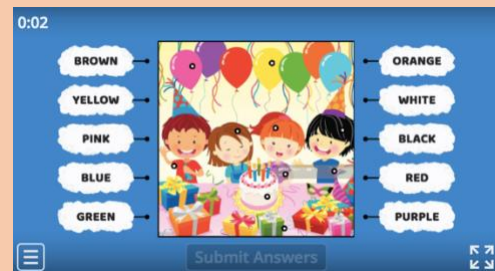 0:02
BROWN
ORANGE
YELLOW
WHITE
PINK
BLACK
BLUE
RED
GREEN
PURPLE
Submit Answers